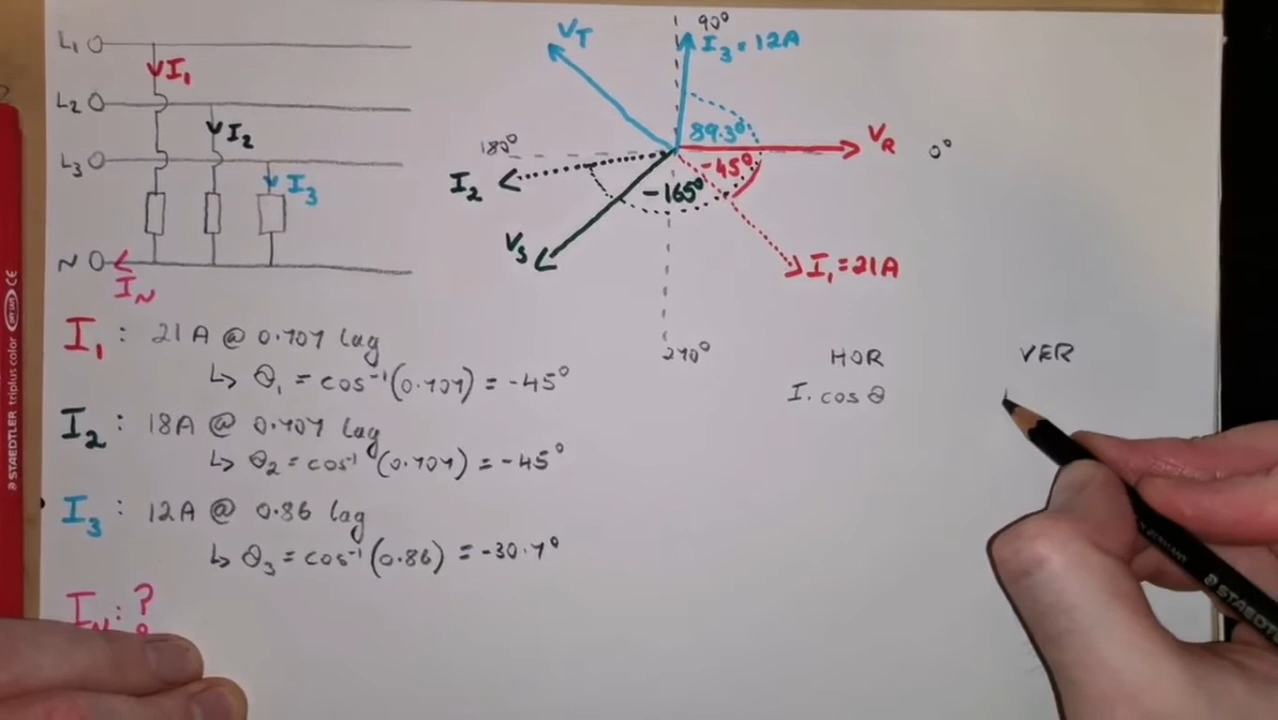 L1
I1
L2
I2
L3
I3
N
IN
VT
90°
I3 = 12A
89.3°
VR
0°
180°
-45°
I2
-165°
VS
I1 = 21A
270°
I1 : 21A @ 0.707 lag
↳ θ1 = cos⁻¹(0.707) = -45°
I2 : 18A @ 0.707 lag
↳ θ2 = cos⁻¹(0.707) = -45°
I3 : 12A @ 0.86 lag
↳ θ3 = cos⁻¹(0.86) = -30.7°
IN : ?
HOR VER
I.cos θ
STAEDTLER triplus color CE
STAEDTLER